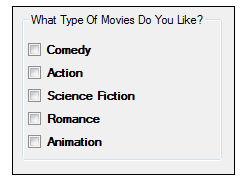 What Type Of Movies Do You Like?
Comedy
Action
Science Fiction
Romance
Animation